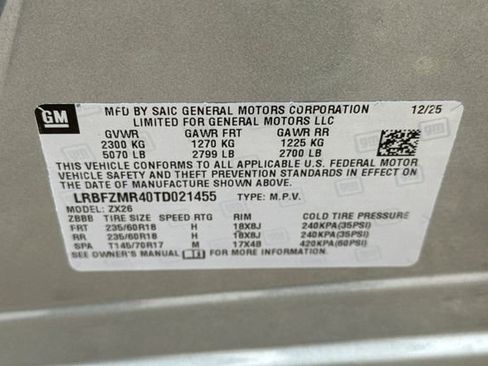 GM
MFD BY SAIC GENERAL MOTORS CORPORATION 12/25
LIMITED FOR GENERAL MOTORS LLC
GVWR GAWR FRT GAWR RR
2300 KG 1270 KG 1225 KG
5070 LB 2799 LB 2700 LB
THIS VEHICLE CONFORMS TO ALL APPLICABLE U.S. FEDERAL MOTOR
VEHICLE SAFETY AND THEFT PREVENTION STANDARDS IN EFFECT ON
THE DATE OF MANUFACTURE SHOWN ABOVE.
LRBFZMR40TD021455 TYPE: M.P.V.
MODEL: ZX26
ZBBB TIRE SIZE SPEED RTG RIM COLD TIRE PRESSURE
FRT 235/60R18 H 18X8J 240KPA(35PSI)
RR 235/60R18 H 18X8J 240KPA(35PSI)
SPA T145/70R17 M 17X4B 420KPA(60PSI)
SEE OWNER'S MANUAL FOR MORE INFORMATION